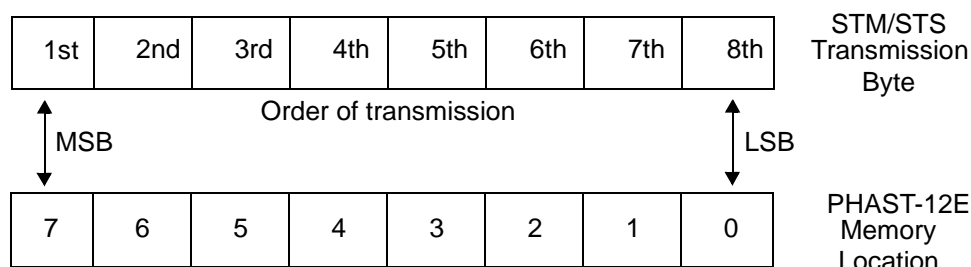 1st 2nd 3rd 4th 5th 6th 7th 8th
STM/STS
Transmission
Byte
Order of transmission
MSB
LSB
7 6 5 4 3 2 1 0
PHAST-12E
Memory
Location